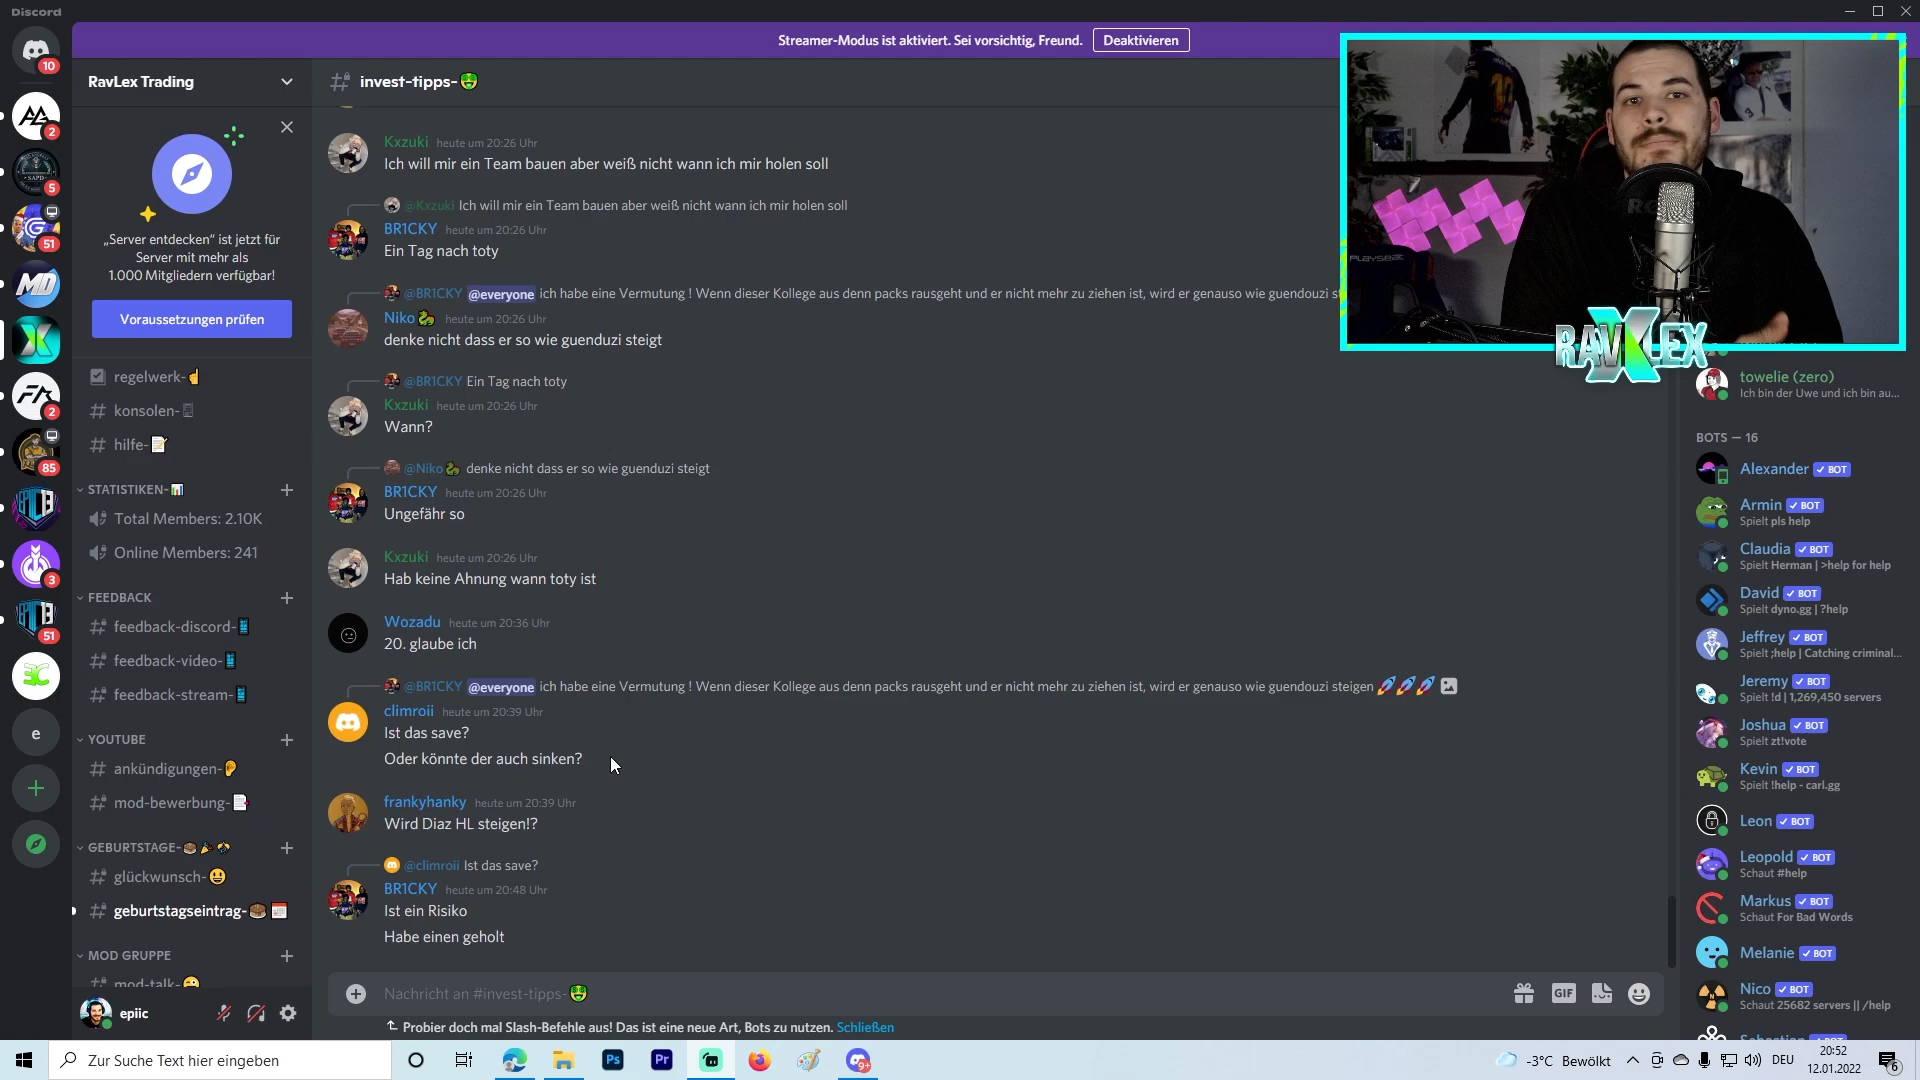 Discord
Streamer-Modus ist aktiviert. Sei vorsichtig, Freund.
Deaktivieren
10
2
5
51
85
3
51
2
e
RavLex Trading
„Server entdecken“ ist jetzt für
Server mit mehr als
1.000 Mitgliedern verfügbar!
Voraussetzungen prüfen
regelwerk-☝
konsolen-
hilfe-📝
STATISTIKEN-📊
Total Members: 2.10K
Online Members: 241
FEEDBACK
feedback-discord-📱
feedback-video-📱
feedback-stream-📱
YOUTUBE
ankündigungen-👂
mod-bewerbung-📑
GEBURTSTAGE-🎂🎉
glückwunsch-😀
geburtstagseintrag-🎂📅
MOD GRUPPE
mod-talk-
epiic
invest-tipps-🤑
Kxzuki heute um 20:26 Uhr
Ich will mir ein Team bauen aber weiß nicht wann ich mir holen soll
@Kxzuki Ich will mir ein Team bauen aber weiß nicht wann ich mir holen soll
BR1CKY heute um 20:26 Uhr
Ein Tag nach toty
@BR1CKY @everyone ich habe eine Vermutung ! Wenn dieser Kollege aus denn packs rausgeht und er nicht mehr zu ziehen ist, wird er genauso wie guendouzi st
Niko🐍 heute um 20:26 Uhr
denke nicht dass er so wie guenduzi steigt
@BR1CKY Ein Tag nach toty
Kxzuki heute um 20:26 Uhr
Wann?
@Niko🐍 denke nicht dass er so wie guenduzi steigt
BR1CKY heute um 20:26 Uhr
Ungefähr so
Kxzuki heute um 20:26 Uhr
Hab keine Ahnung wann toty ist
Wozadu heute um 20:36 Uhr
20. glaube ich
@BR1CKY @everyone ich habe eine Vermutung ! Wenn dieser Kollege aus denn packs rausgeht und er nicht mehr zu ziehen ist, wird er genauso wie guendouzi steigen 🚀🚀🚀
climroii heute um 20:39 Uhr
Ist das save?
Oder könnte der auch sinken?
frankyhanky heute um 20:39 Uhr
Wird Diaz HL steigen!?
@climroii Ist das save?
BR1CKY heute um 20:48 Uhr
Ist ein Risiko
Habe einen geholt
Nachricht an #invest-tipps-🤑
GIF
Probier doch mal Slash-Befehle aus! Das ist eine neue Art, Bots zu nutzen. Schließen
10
PLAYSEAT
RAVLEX
towelie (zero)
Ich bin der Uwe und ich bin au...
BOTS — 16
Alexander BOT
Armin BOT
Spielt pls help
Claudia BOT
Spielt Herman | >help for help
David BOT
Spielt dyno.gg | ?help
Jeffrey BOT
Spielt ;help | Catching criminal...
Jeremy BOT
Spielt !d | 1,269,450 servers
Joshua BOT
Spielt zt!vote
Kevin BOT
Spielt !help - carl.gg
Leon BOT
Leopold BOT
Schaut #help
Markus BOT
Schaut For Bad Words
Melanie BOT
Nico BOT
Schaut 25682 servers || /help
Zur Suche Text hier eingeben
Ps
Pr
9+
-3°C Bewölkt
DEU
20:52
12.01.2022
6